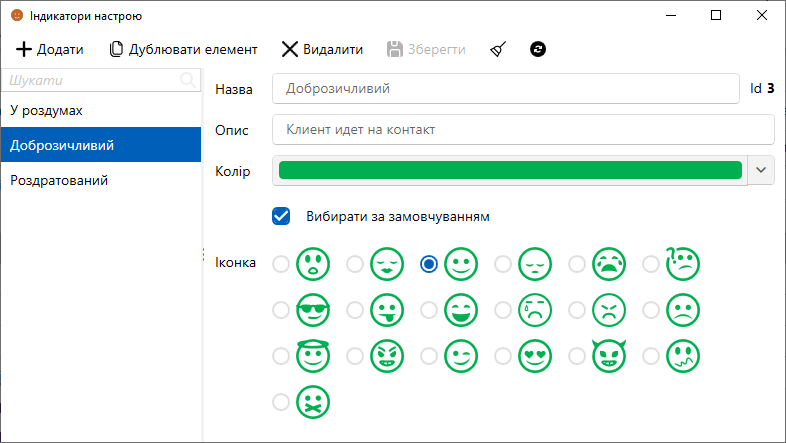 Індикатори настрою
Додати Дублювати елемент Видалити Зберегти
Шукати
У роздумах
Доброзичливий
Роздратований
Назва Доброзичливий Id 3
Опис Клиент идет на контакт
Колір
Вибирати за замовчуванням
Іконка